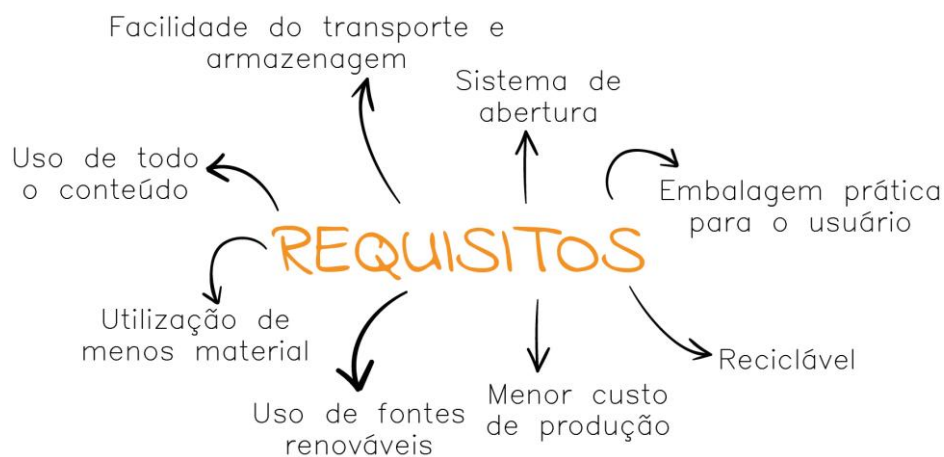 Facilidade do transporte e
armazenagem
Sistema de
abertura
Uso de todo
o conteúdo
Embalagem prática
para o usuário
REQUISITOS
Utilização de
menos material
Reciclável
Uso de fontes
renováveis
Menor custo
de produção